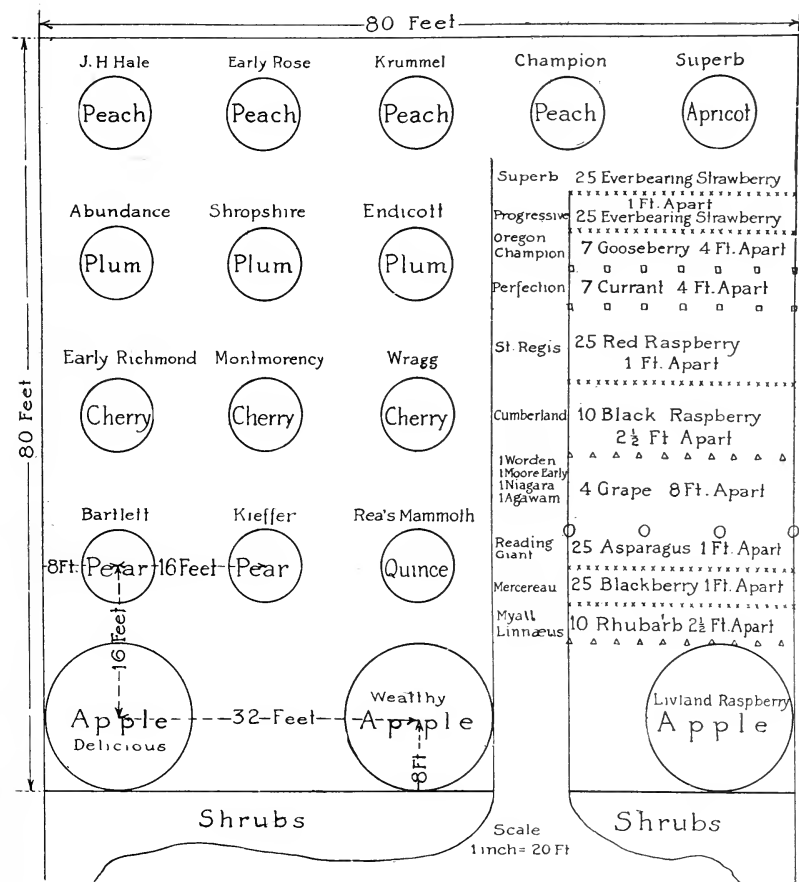 80 Feet
J. H Hale Early Rose Krummel Champion Superb
Peach Peach Peach Peach Apricot
Superb 25 Everbearing Strawberry
1 Ft. Apart
Progressive 25 Everbearing Strawberry
Abundance Shropshire Endicott
Plum Plum Plum
Oregon
Champion 7 Gooseberry 4 Ft. Apart
Perfection 7 Currant 4 Ft. Apart
St. Regis 25 Red Raspberry
1 Ft. Apart
Early Richmond Montmorency Wragg
Cherry Cherry Cherry
80 Feet
Cumberland 10 Black Raspberry
2½ Ft Apart
1 Worden
1 Moore Early
1 Niagara
1 Agawam
4 Grape 8 Ft. Apart
Bartlett Kieffer Rea's Mammoth
8 Ft. Pear 16 Feet Pear Quince
Reading
Giant 25 Asparagus 1 Ft. Apart
Mercereau 25 Blackberry 1 Ft. Apart
Myall
Linnæus 10 Rhubarb 2½ Ft. Apart
16 Feet
Apple 32 Feet
Delicious
Wealthy
Apple
8 Ft
Livland Raspberry
Apple
Shrubs Shrubs
Scale
1 inch = 20 Ft